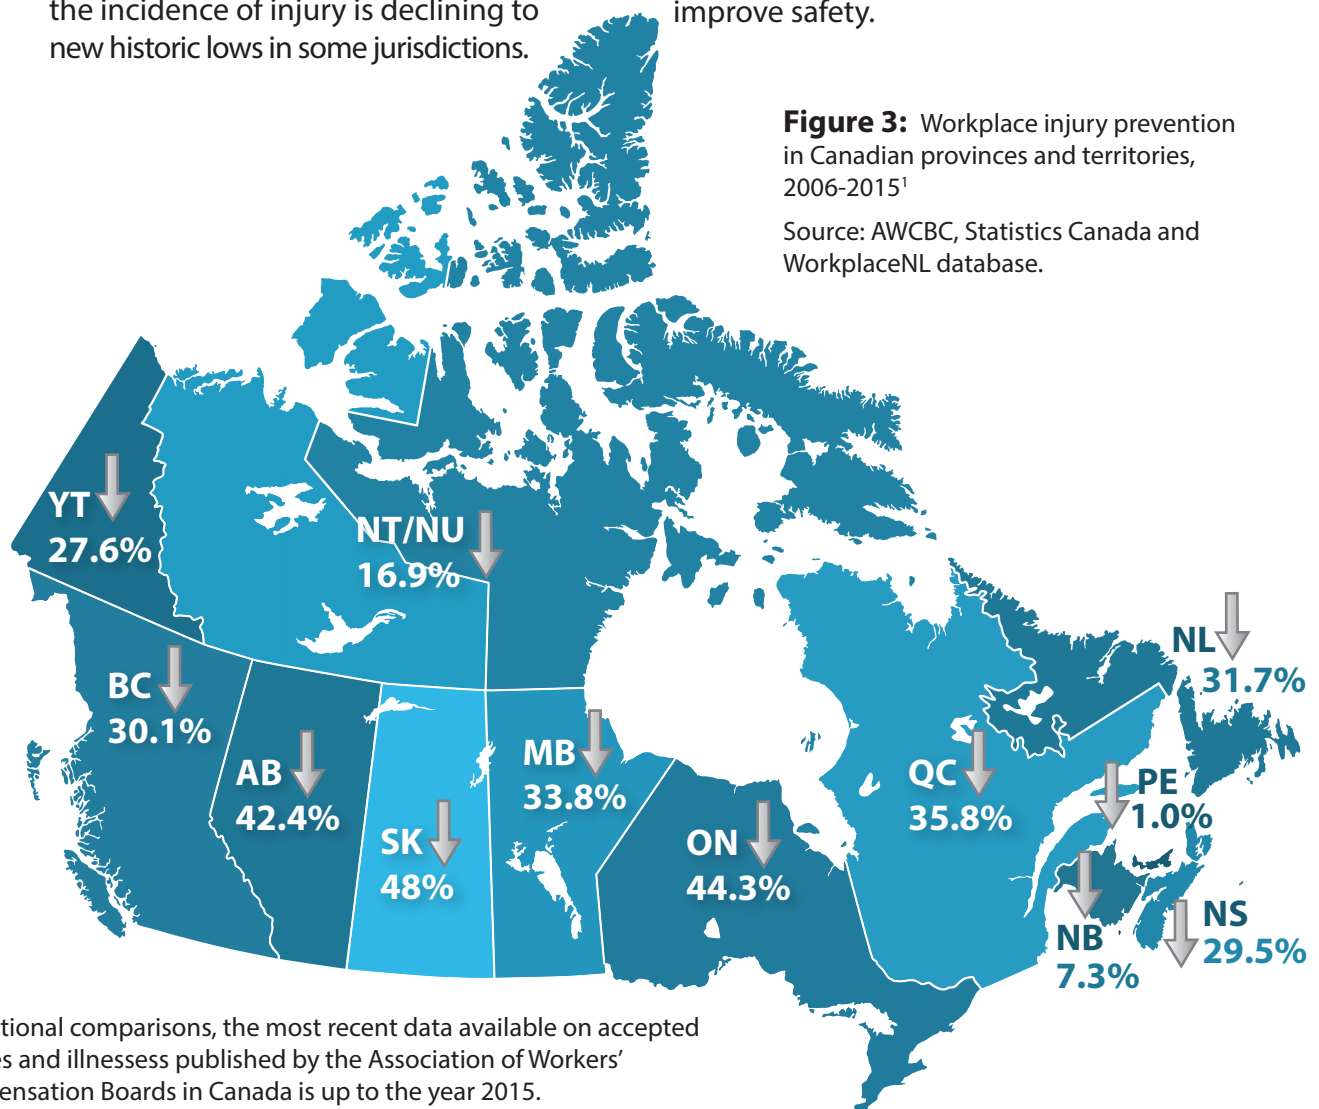 the incidence of injury is declining to
new historic lows in some jurisdictions.
improve safety.
Figure 3: Workplace injury prevention
in Canadian provinces and territories,
2006-2015¹
Source: AWCBC, Statistics Canada and
WorkplaceNL database.
YT
27.6%
NT/NU
16.9%
BC
30.1%
AB
42.4%
SK
48%
MB
33.8%
ON
44.3%
QC
35.8%
NL
31.7%
PE
1.0%
NB
7.3%
NS
29.5%
tional comparisons, the most recent data available on accepted
es and illnessess published by the Association of Workers’
ensation Boards in Canada is up to the year 2015.